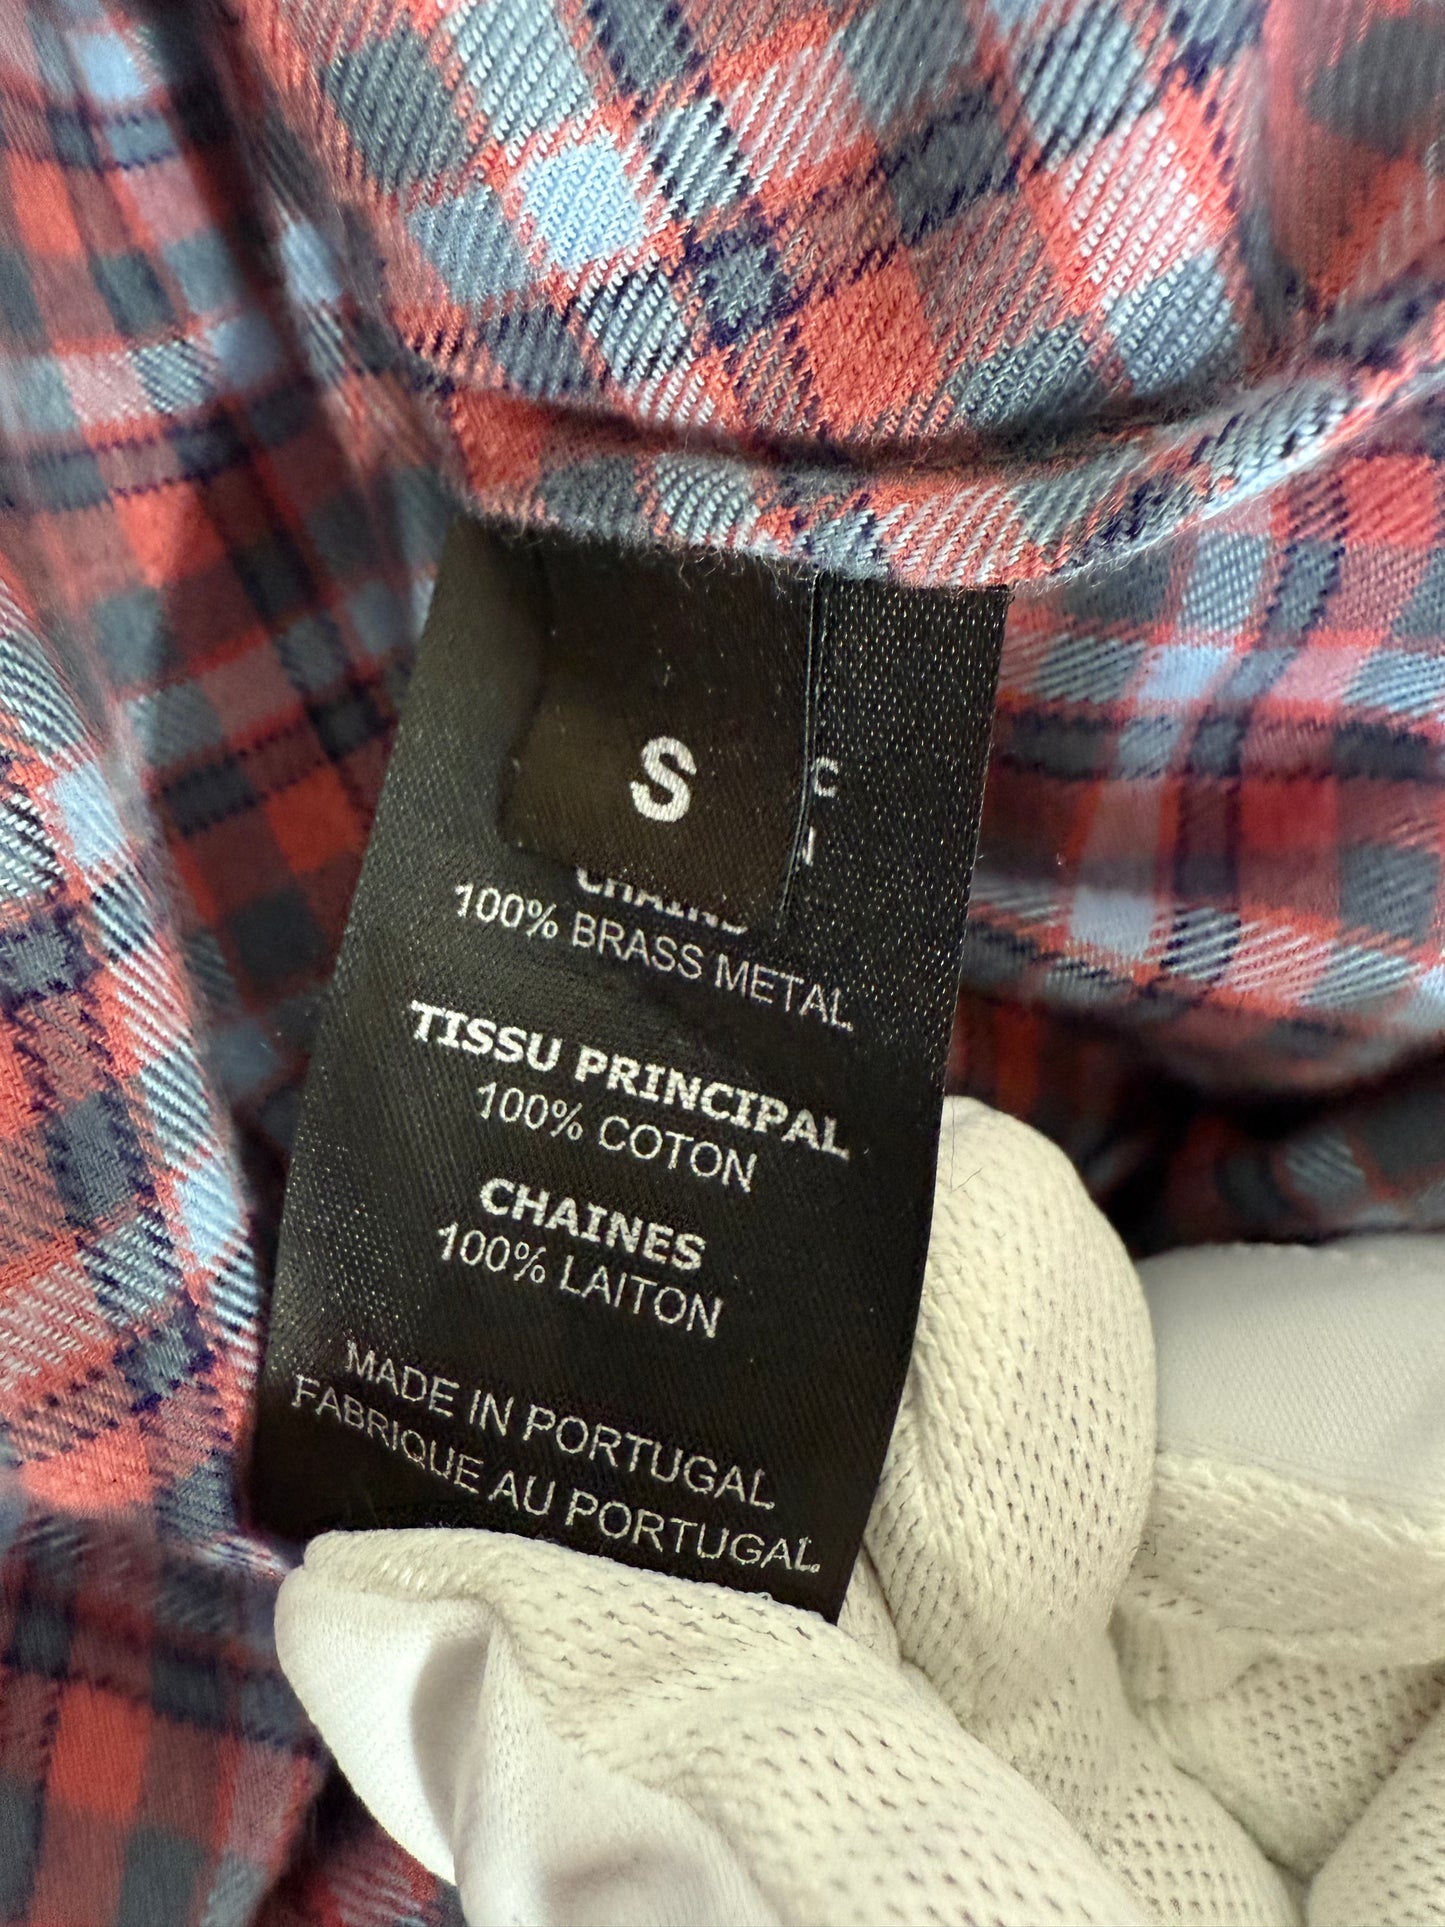 S
C
100% BRASS METAL
TISSU PRINCIPAL
100% COTON
CHAINES
100% LAITON
MADE IN PORTUGAL
FABRIQUE AU PORTUGAL